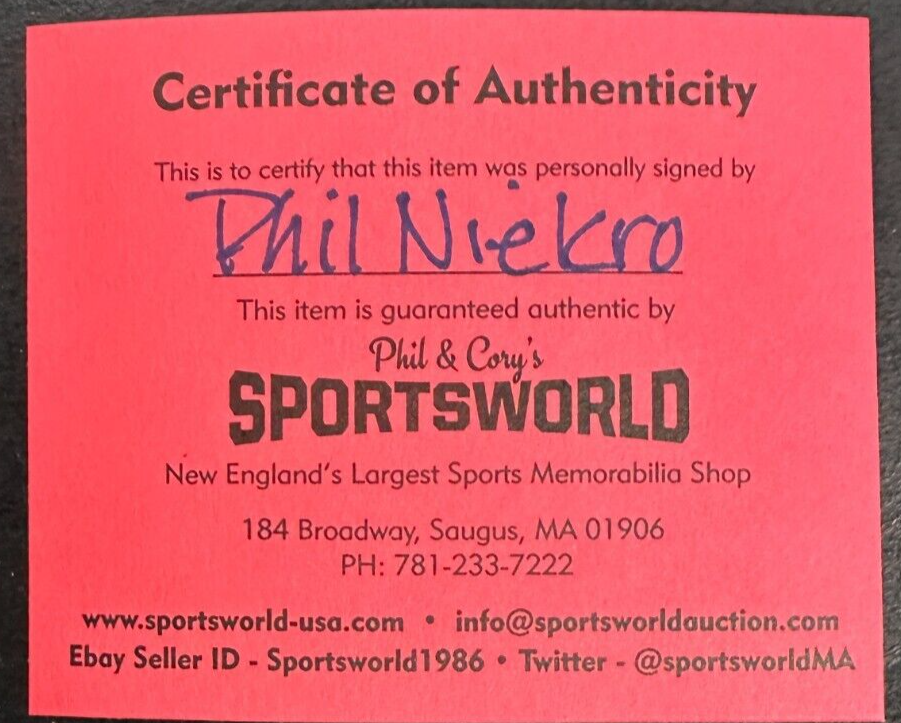 Certificate of Authenticity
This is to certify that this item was personally signed by
Phil Niekro
This item is guaranteed authentic by
Phil & Cory's
SPORTSWORLD
New England's Largest Sports Memorabilia Shop
184 Broadway, Saugus, MA 01906
PH: 781-233-7222
www.sportsworld-usa.com • info@sportsworldauction.com
Ebay Seller ID - Sportsworld1986 • Twitter - @sportsworldMA